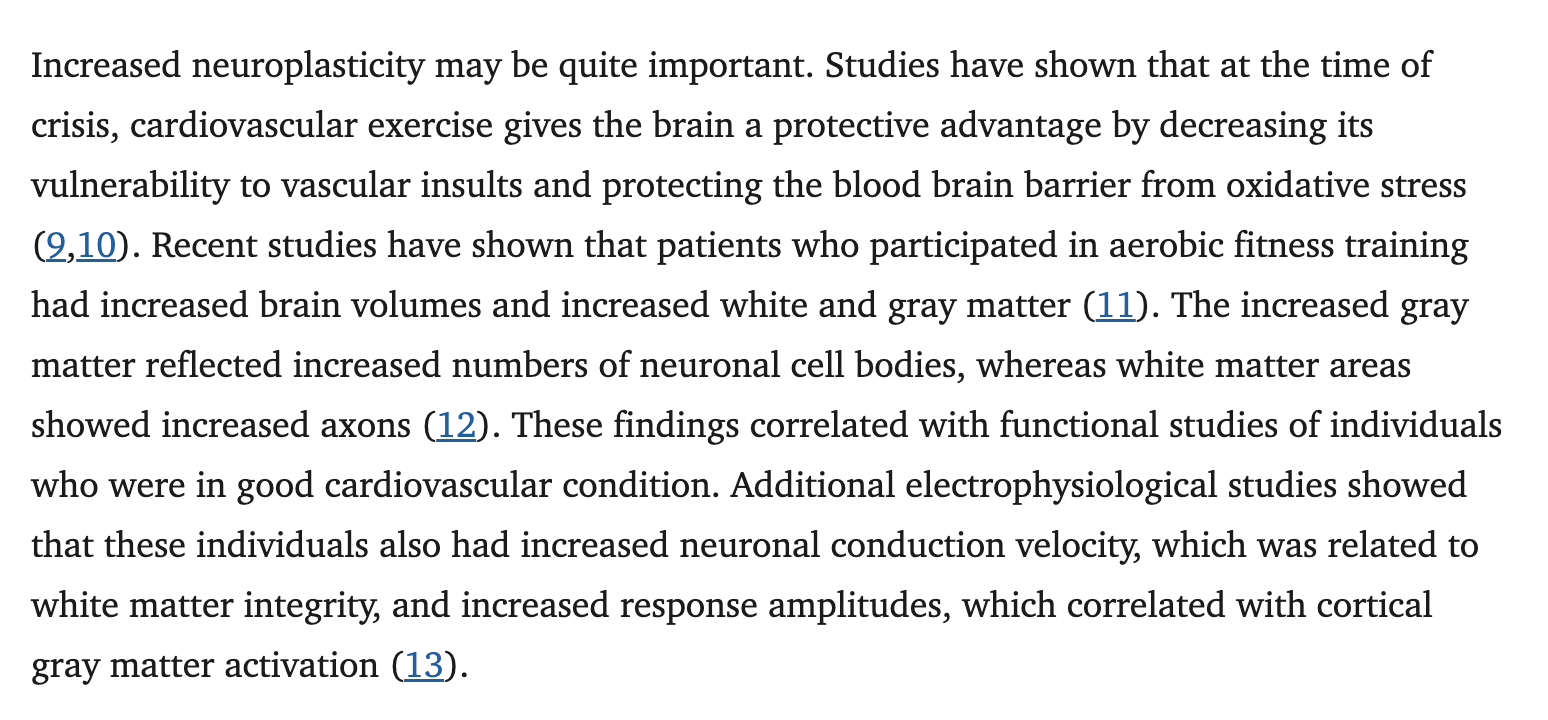 Increased neuroplasticity may be quite important. Studies have shown that at the time of
crisis, cardiovascular exercise gives the brain a protective advantage by decreasing its
vulnerability to vascular insults and protecting the blood brain barrier from oxidative stress
(9,10). Recent studies have shown that patients who participated in aerobic fitness training
had increased brain volumes and increased white and gray matter (11). The increased gray
matter reflected increased numbers of neuronal cell bodies, whereas white matter areas
showed increased axons (12). These findings correlated with functional studies of individuals
who were in good cardiovascular condition. Additional electrophysiological studies showed
that these individuals also had increased neuronal conduction velocity, which was related to
white matter integrity, and increased response amplitudes, which correlated with cortical
gray matter activation (13).